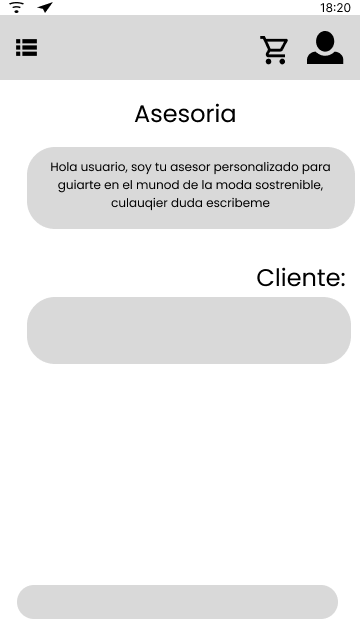 18:20
Asesoria
Hola usuario, soy tu asesor personalizado para
guiarte en el munod de la moda sostrenible,
culauqier duda escribeme
Cliente: